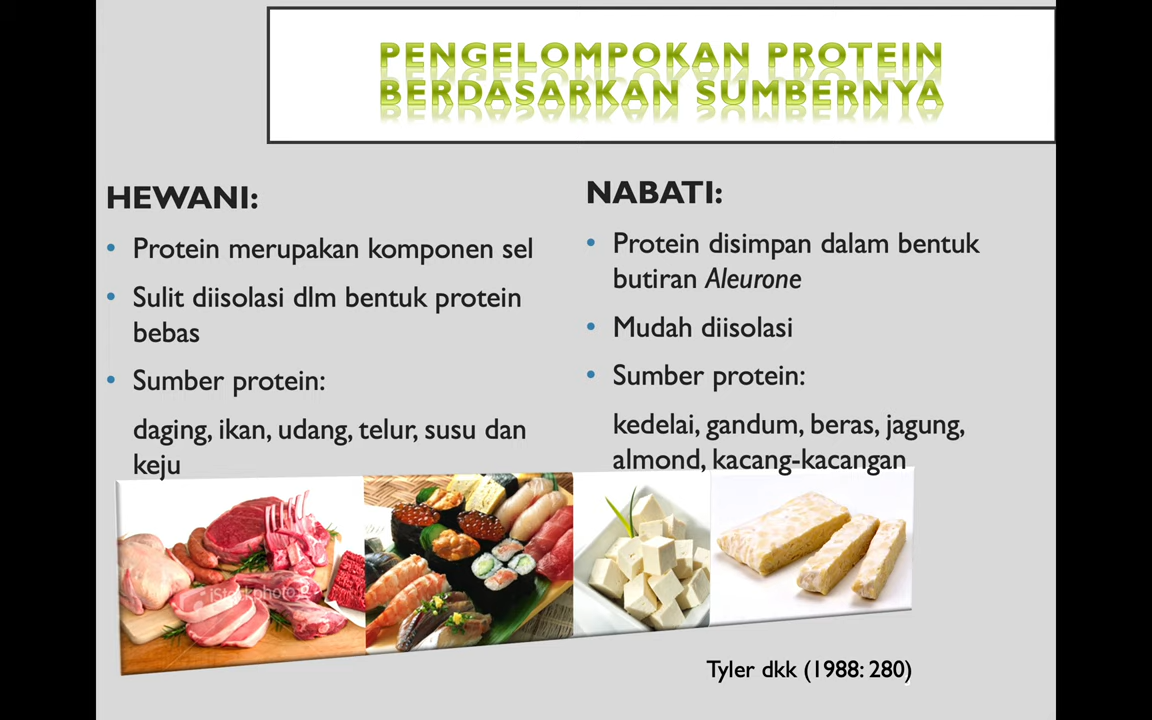 PENGELOMPOKAN PROTEIN
BERDASARKAN SUMBERNYA
HEWANI:
• Protein merupakan komponen sel
• Sulit diisolasi dlm bentuk protein
bebas
• Sumber protein:
daging, ikan, udang, telur, susu dan
keju
NABATI:
• Protein disimpan dalam bentuk
butiran Aleurone
• Mudah diisolasi
• Sumber protein:
kedelai, gandum, beras, jagung,
almond, kacang-kacangan
iStockphoto
Tyler dkk (1988: 280)